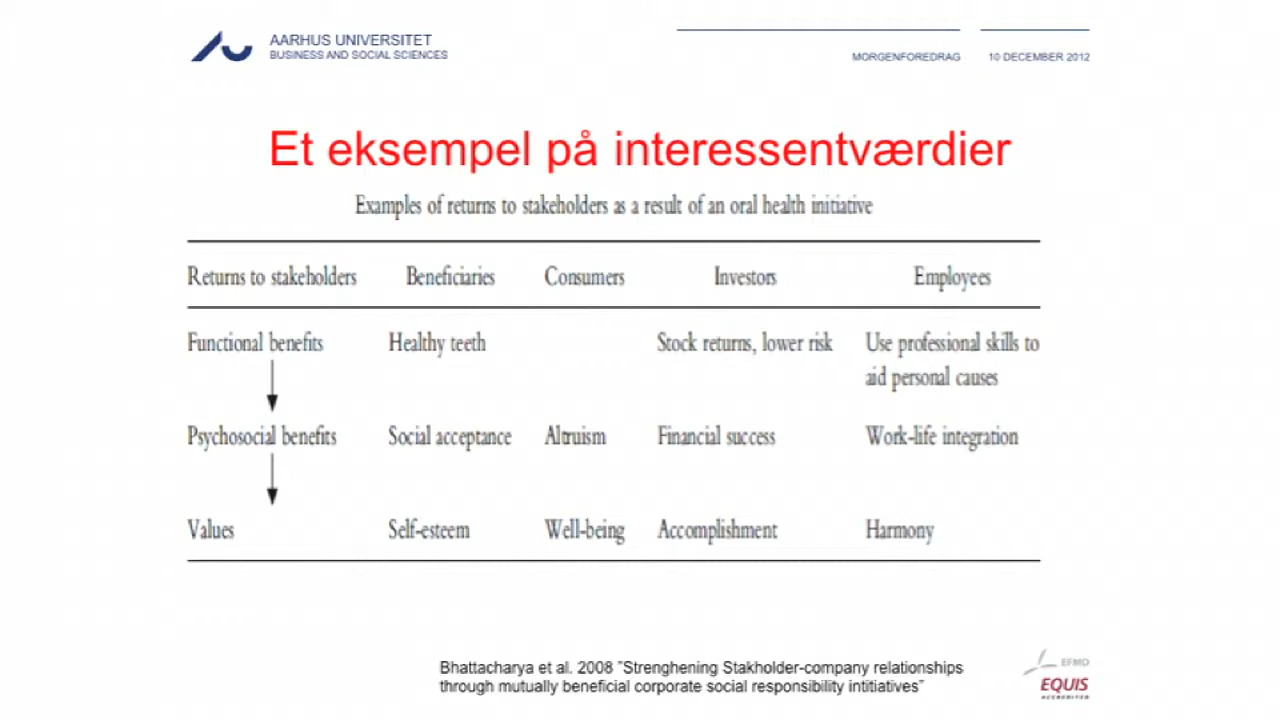 AARHUS UNIVERSITET
BUSINESS AND SOCIAL SCIENCES
MORGENFOREDRAG 10 DECEMBER 2012
Et eksempel på interessentværdier
Examples of returns to stakeholders as a result of an oral health initiative
Returns to stakeholders Beneficiaries Consumers Investors Employees
Functional benefits Healthy teeth Stock returns, lower risk Use professional skills to
aid personal causes
Psychosocial benefits Social acceptance Altruism Financial success Work-life integration
Values Self-esteem Well-being Accomplishment Harmony
Bhattacharya et al. 2008 ”Strenghening Stakholder-company relationships
through mutually beneficial corporate social responsibility intitiatives”
EFMD
EQUIS
ACCREDITED